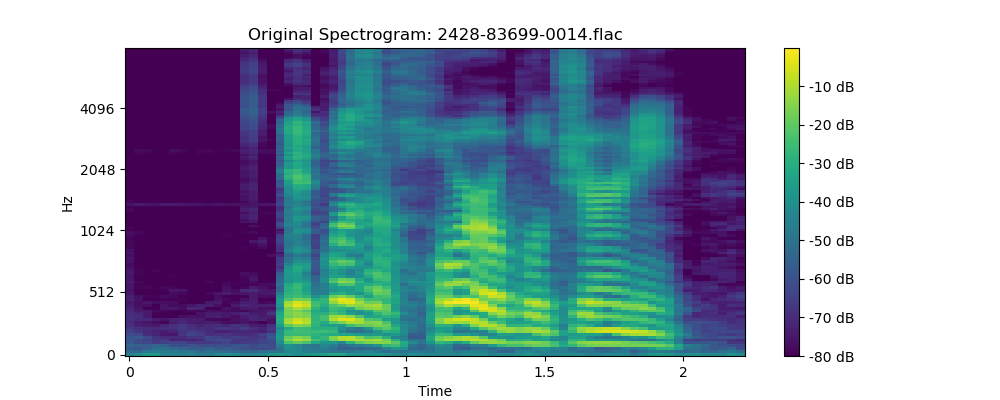 Original Spectrogram: 2428-83699-0014.flac
Hz
4096
2048
1024
512
0
0
0.5
1
1.5
2
Time
-10 dB
-20 dB
-30 dB
-40 dB
-50 dB
-60 dB
-70 dB
-80 dB